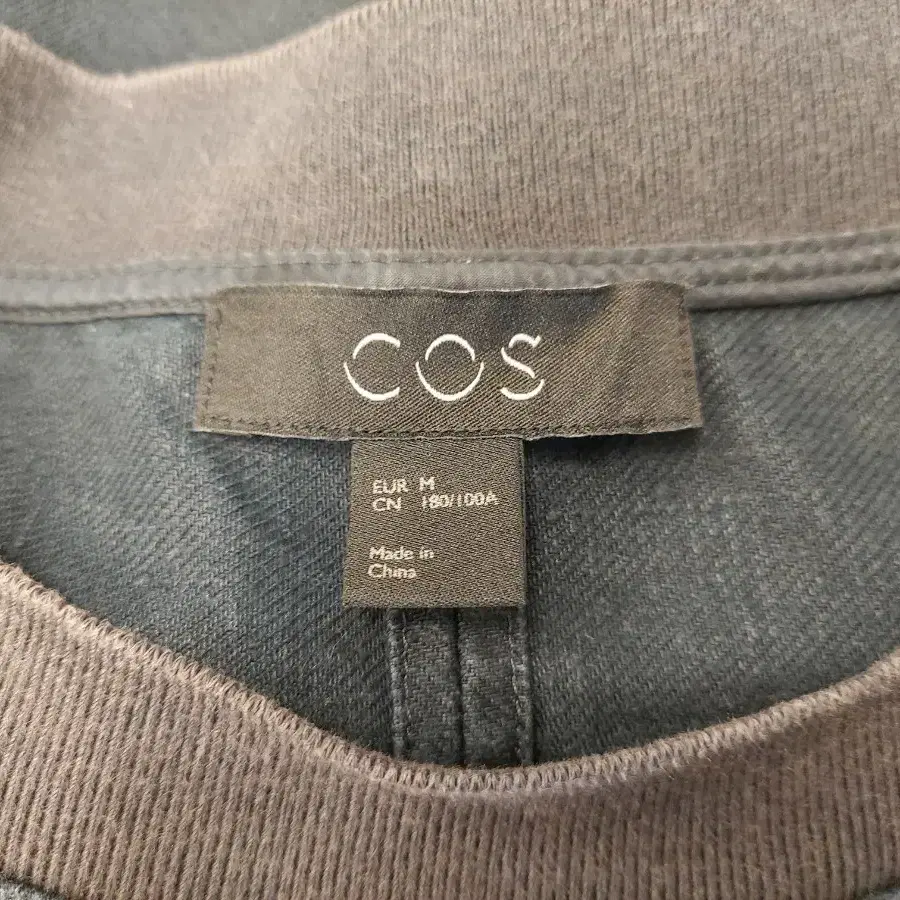 COS
EUR M
CN 180/100A
Made in
China